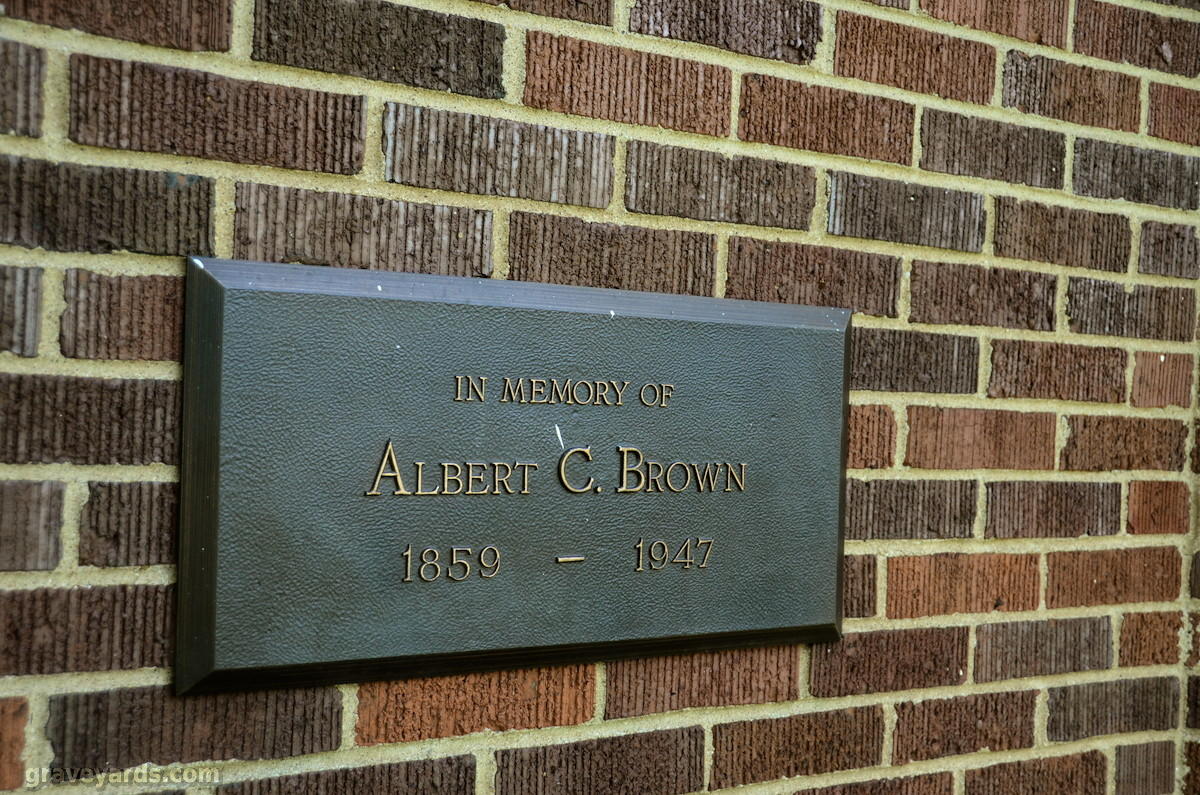 IN MEMORY OF
ALBERT C. BROWN
1859 – 1947
graveyards.com